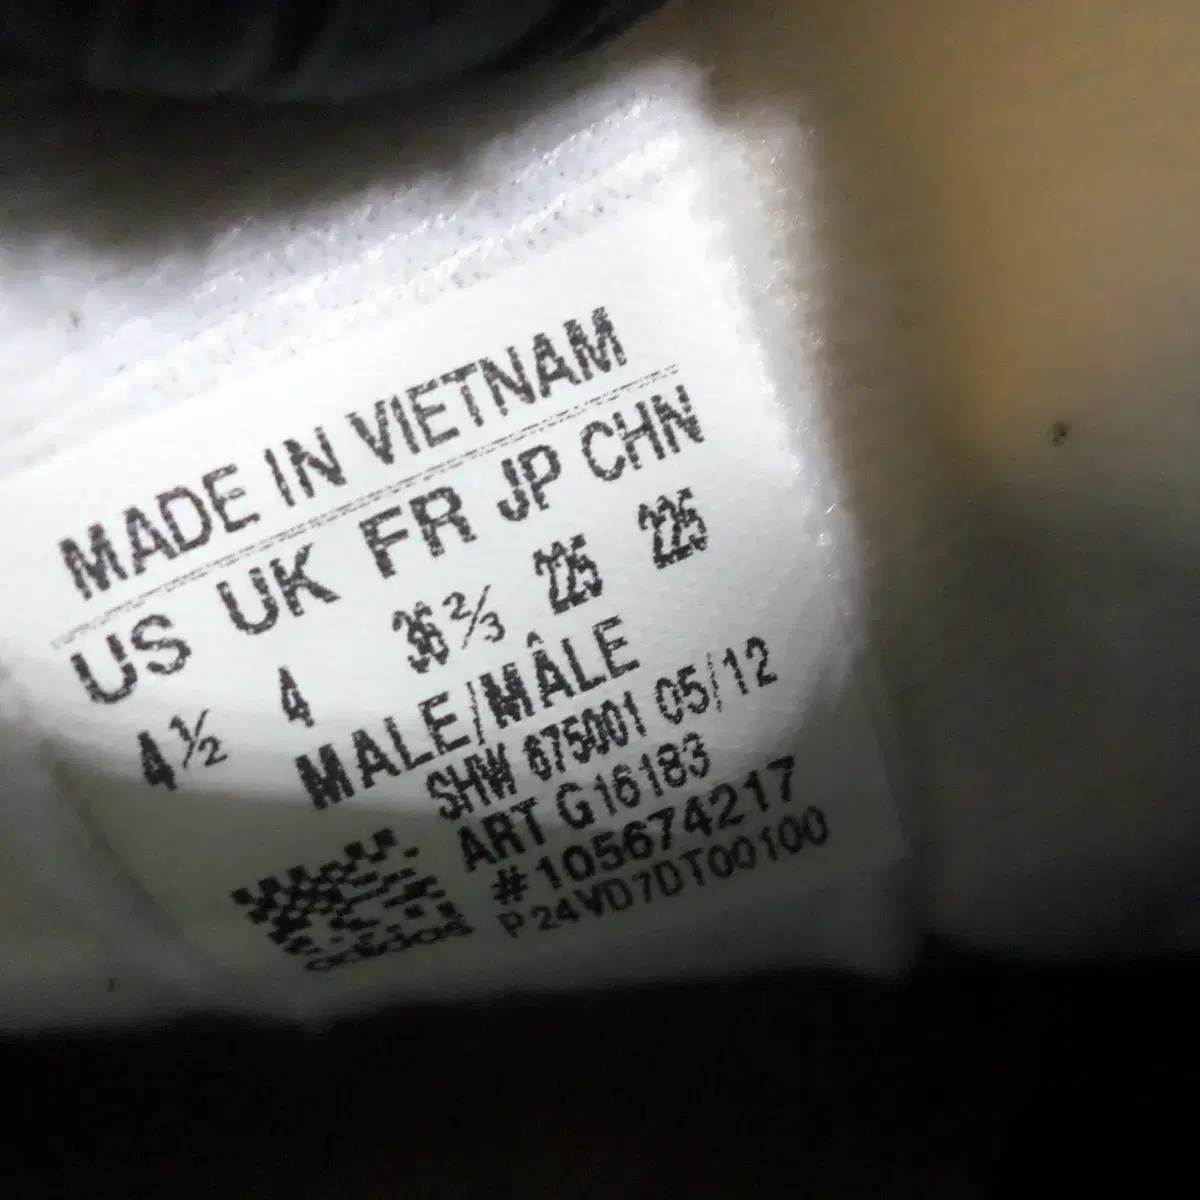 MADE IN VIETNAM
US UK FR JP CHN
4½ 4 36⅔ 225 225
MALE/MÂLE
SHW 675001 05/12
ART G16183
#105674217
P24VD7DT00100
adidas